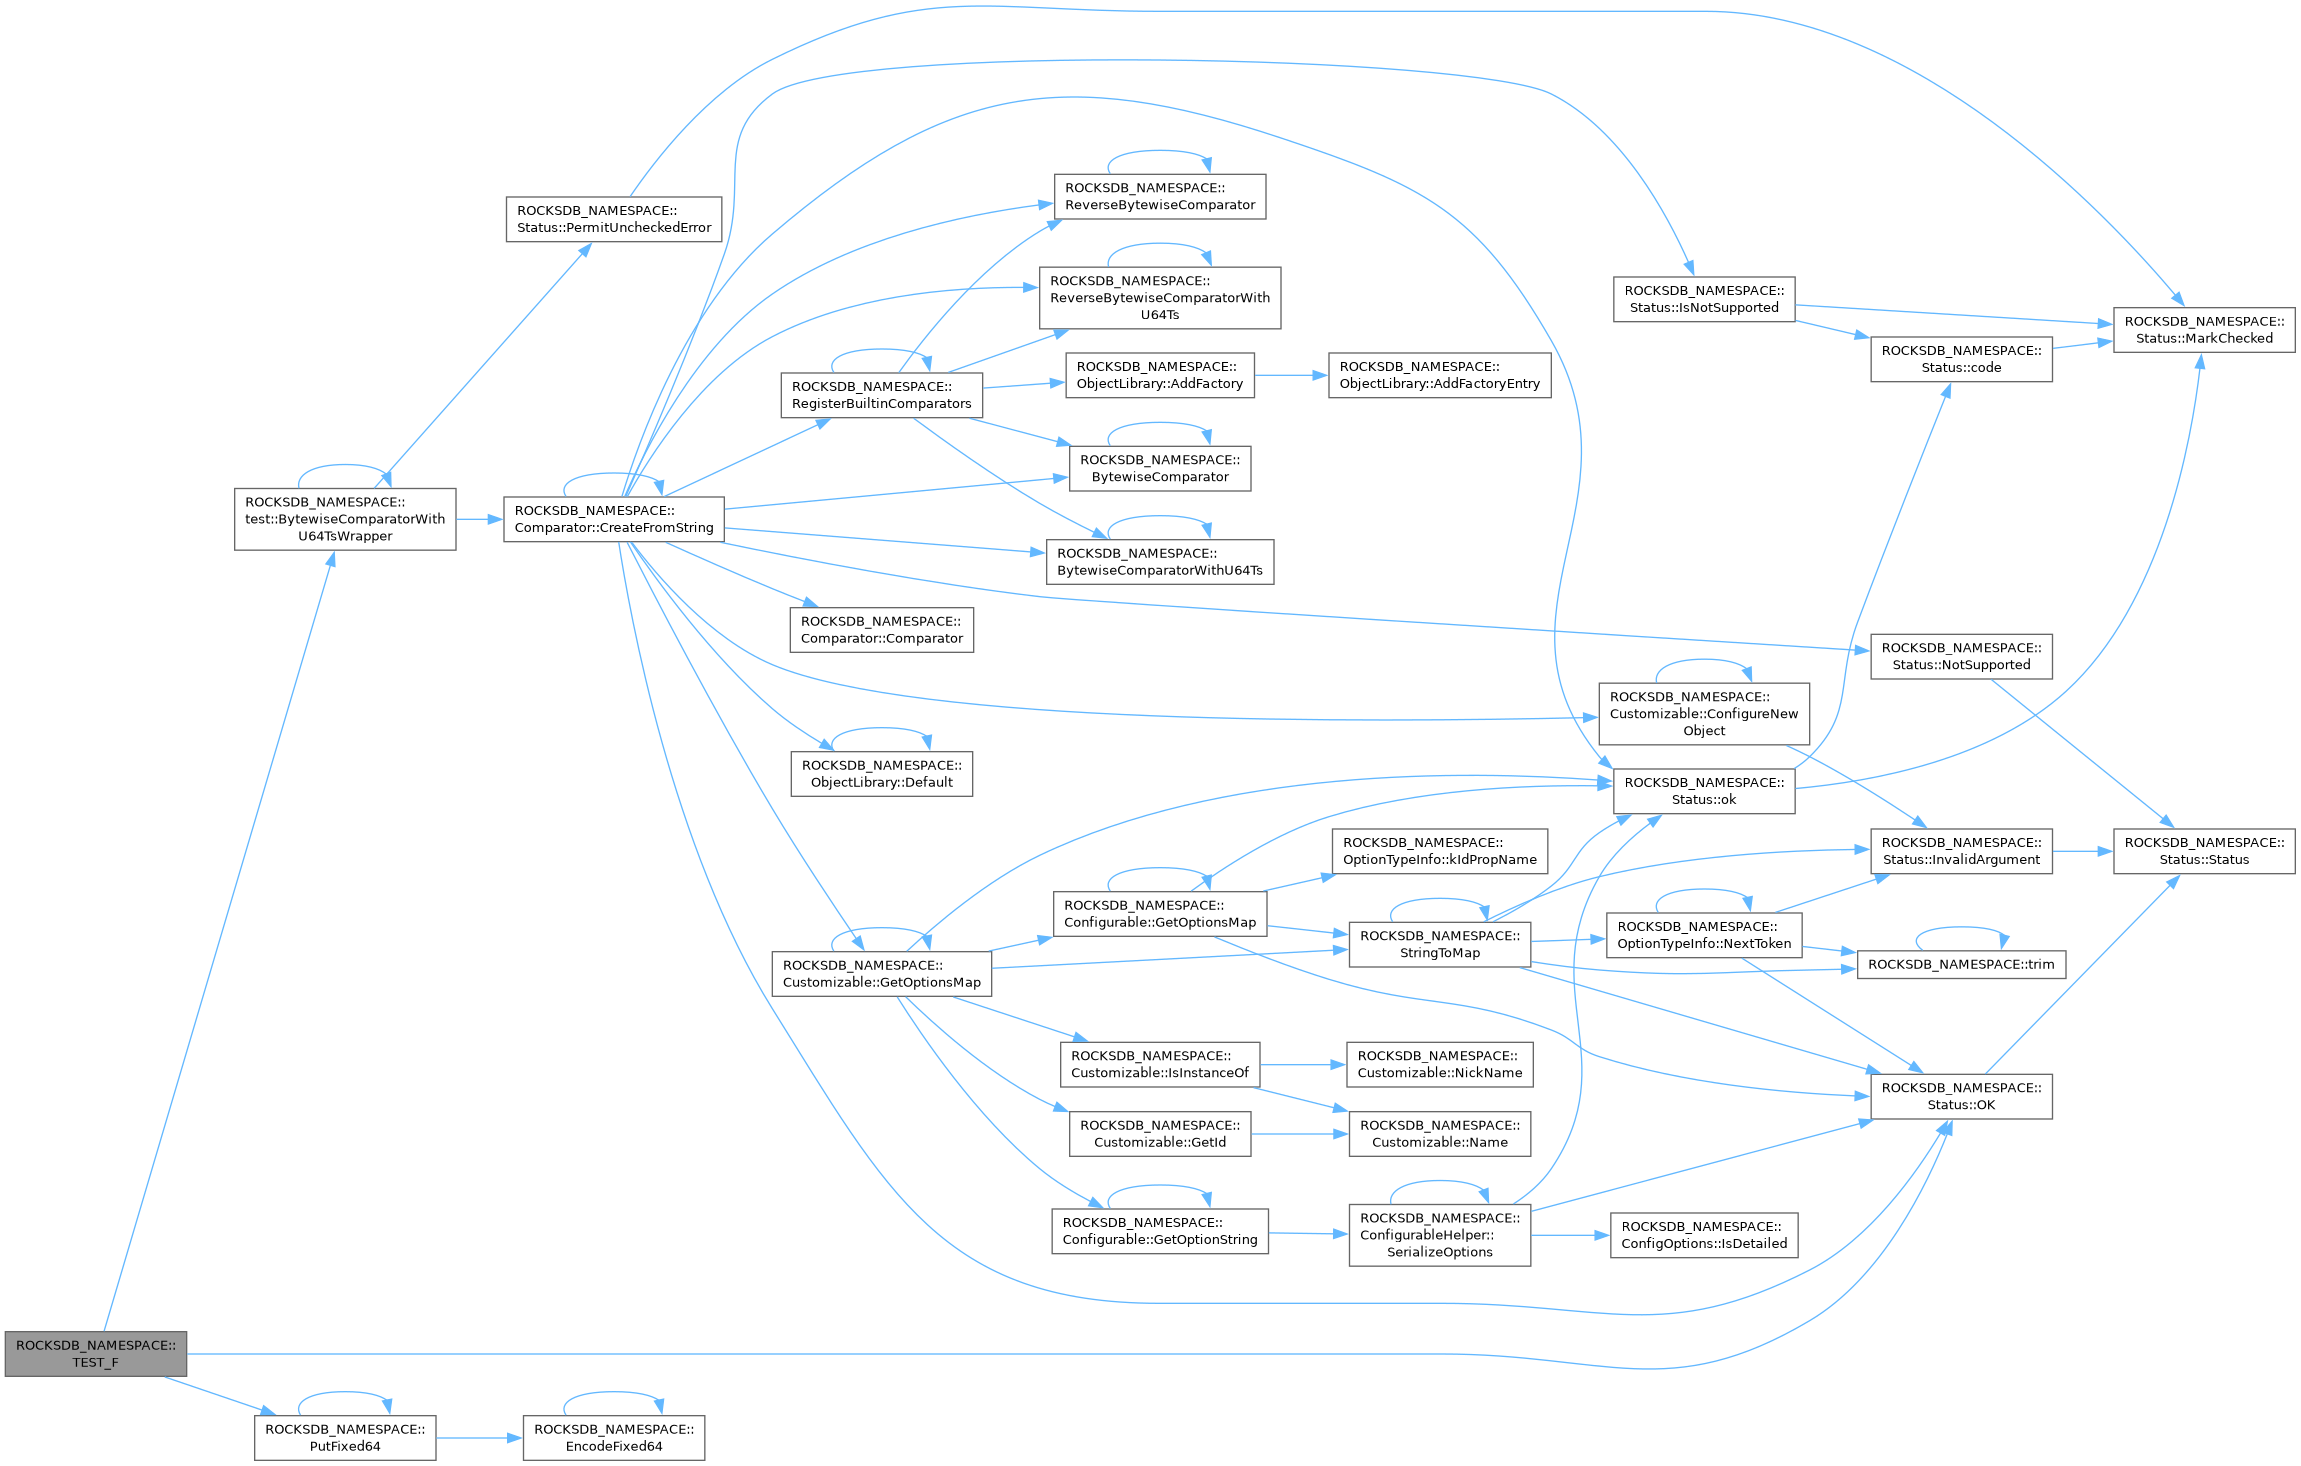 ROCKSDB_NAMESPACE::
TEST_F
ROCKSDB_NAMESPACE::
test::BytewiseComparatorWith
U64TsWrapper
ROCKSDB_NAMESPACE::
PutFixed64
ROCKSDB_NAMESPACE::
Status::PermitUncheckedError
ROCKSDB_NAMESPACE::
Comparator::CreateFromString
ROCKSDB_NAMESPACE::
EncodeFixed64
ROCKSDB_NAMESPACE::
RegisterBuiltinComparators
ROCKSDB_NAMESPACE::
Comparator::Comparator
ROCKSDB_NAMESPACE::
ObjectLibrary::Default
ROCKSDB_NAMESPACE::
Customizable::GetOptionsMap
ROCKSDB_NAMESPACE::
ReverseBytewiseComparator
ROCKSDB_NAMESPACE::
ReverseBytewiseComparatorWith
U64Ts
ROCKSDB_NAMESPACE::
ObjectLibrary::AddFactory
ROCKSDB_NAMESPACE::
BytewiseComparator
ROCKSDB_NAMESPACE::
BytewiseComparatorWithU64Ts
ROCKSDB_NAMESPACE::
Configurable::GetOptionsMap
ROCKSDB_NAMESPACE::
Customizable::IsInstanceOf
ROCKSDB_NAMESPACE::
Customizable::GetId
ROCKSDB_NAMESPACE::
Configurable::GetOptionString
ROCKSDB_NAMESPACE::
ObjectLibrary::AddFactoryEntry
ROCKSDB_NAMESPACE::
OptionTypeInfo::kIdPropName
ROCKSDB_NAMESPACE::
StringToMap
ROCKSDB_NAMESPACE::
Customizable::NickName
ROCKSDB_NAMESPACE::
Customizable::Name
ROCKSDB_NAMESPACE::
ConfigurableHelper::
SerializeOptions
ROCKSDB_NAMESPACE::
Status::IsNotSupported
ROCKSDB_NAMESPACE::
Customizable::ConfigureNew
Object
ROCKSDB_NAMESPACE::
Status::ok
ROCKSDB_NAMESPACE::
OptionTypeInfo::NextToken
ROCKSDB_NAMESPACE::
ConfigOptions::IsDetailed
ROCKSDB_NAMESPACE::
Status::code
ROCKSDB_NAMESPACE::
Status::NotSupported
ROCKSDB_NAMESPACE::
Status::InvalidArgument
ROCKSDB_NAMESPACE::trim
ROCKSDB_NAMESPACE::
Status::OK
ROCKSDB_NAMESPACE::
Status::MarkChecked
ROCKSDB_NAMESPACE::
Status::Status